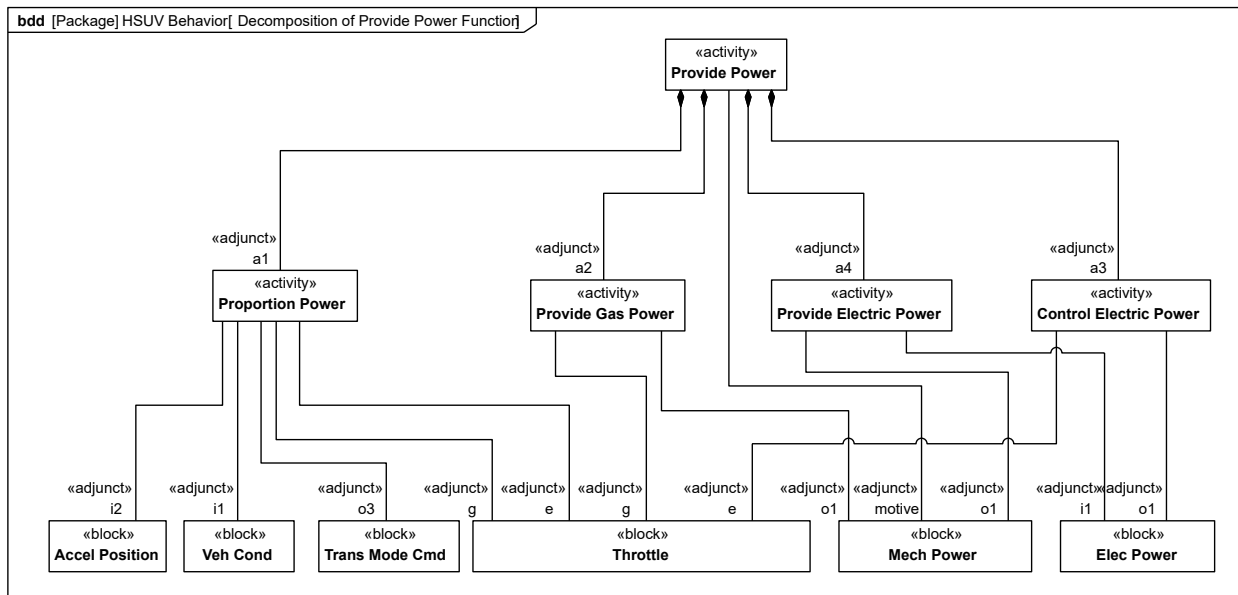 bdd [Package] HSUV Behavior[ Decomposition of Provide Power Function]
«activity»
Provide Power
«adjunct»
a1
«adjunct»
a2
«adjunct»
a4
«adjunct»
a3
«activity»
Proportion Power
«activity»
Provide Gas Power
«activity»
Provide Electric Power
«activity»
Control Electric Power
«adjunct»
i2
«adjunct»
i1
«adjunct»
o3
«adjunct»
g
«adjunct»
e
«adjunct»
g
«adjunct»
e
«adjunct»
o1
«adjunct»
motive
«adjunct»
o1
«adjunct»
i1
«adjunct»
o1
«block»
Accel Position
«block»
Veh Cond
«block»
Trans Mode Cmd
«block»
Throttle
«block»
Mech Power
«block»
Elec Power